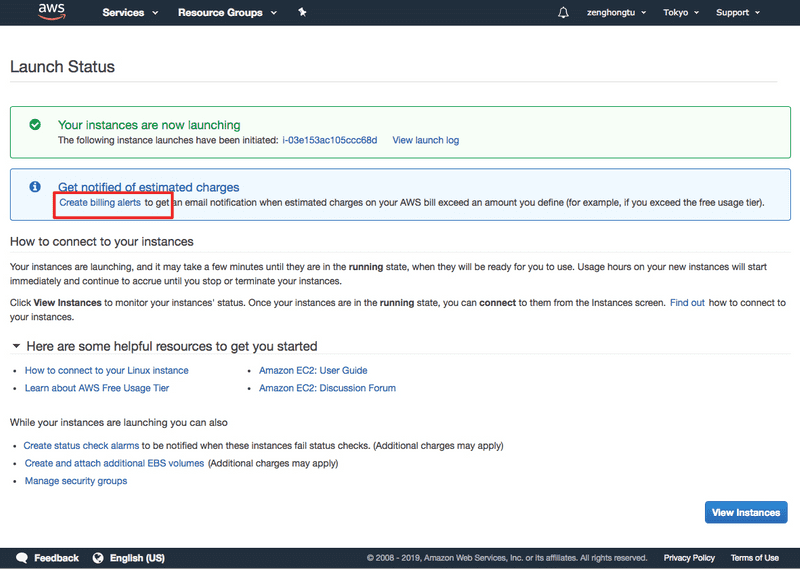 aws Services Resource Groups zenghongtu Tokyo Support
Launch Status
Your instances are now launching
The following instance launches have been initiated: i-03e153ac105ccc68d View launch log
Get notified of estimated charges
Create billing alerts to get an email notification when estimated charges on your AWS bill exceed an amount you define (for example, if you exceed the free usage tier).
How to connect to your instances
Your instances are launching, and it may take a few minutes until they are in the running state, when they will be ready for you to use. Usage hours on your new instances will start
immediately and continue to accrue until you stop or terminate your instances.
Click View Instances to monitor your instances' status. Once your instances are in the running state, you can connect to them from the Instances screen. Find out how to connect to
your instances.
Here are some helpful resources to get you started
• How to connect to your Linux instance
• Learn about AWS Free Usage Tier
• Amazon EC2: User Guide
• Amazon EC2: Discussion Forum
While your instances are launching you can also
• Create status check alarms to be notified when these instances fail status checks. (Additional charges may apply)
• Create and attach additional EBS volumes (Additional charges may apply)
• Manage security groups
View Instances
Feedback English (US) © 2008 - 2019, Amazon Web Services, Inc. or its affiliates. All rights reserved. Privacy Policy Terms of Use